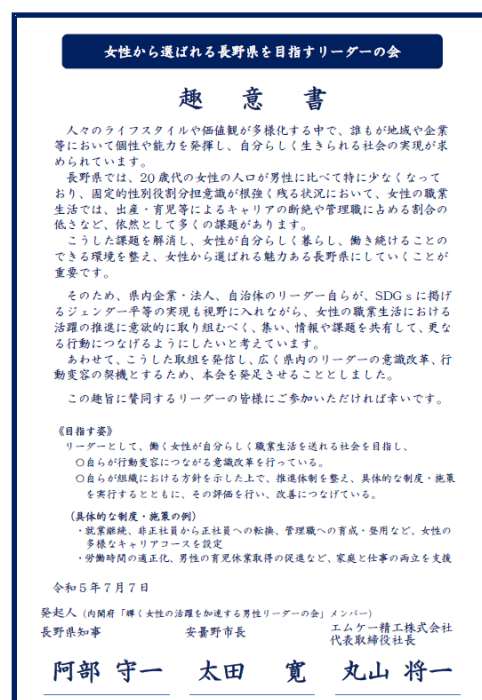 女性から選ばれる長野県を目指すリーダーの会
趣 意 書
人々のライフスタイルや価値観が多様化する中で、誰もが地域や企業
等において個性や能力を発揮し、自分らしく生きられる社会の実現が求
められています。
長野県では、20歳代の女性の人口が男性に比べて特に少なくなって
おり、固定的性別役割分担意識が根強く残る状況において、女性の職業
生活では、出産・育児等によるキャリアの断絶や管理職に占める割合の
低さなど、依然として多くの課題があります。
こうした課題を解消し、女性が自分らしく暮らし、働き続けることの
できる環境を整え、女性から選ばれる魅力ある長野県にしていくことが
重要です。
そのため、県内企業・法人、自治体のリーダー自らが、SDGsに掲げ
るジェンダー平等の実現も視野に入れながら、女性の職業生活における
活躍の推進に意欲的に取り組むべく、集い、情報や課題を共有して、更な
る行動につなげるようにしたいと考えています。
あわせて、こうした取組を発信し、広く県内のリーダーの意識改革、行
動変容の契機とするため、本会を発足させることとしました。
この趣旨に賛同するリーダーの皆様にご参加いただければ幸いです。
《目指す姿》
リーダーとして、働く女性が自分らしく職業生活を送れる社会を目指し、
○自らが行動変容につながる意識改革を行っている。
○自らが組織における方針を示した上で、推進体制を整え、具体的な制度・施策
を実行するとともに、その評価を行い、改善につなげている。
（具体的な制度・施策の例）
・就業継続、非正社員から正社員への転換、管理職への育成・登用など、女性の
多様なキャリアコースを設定
・労働時間の適正化、男性の育児休業取得の促進など、家庭と仕事の両立を支援
令和５年７月７日
発起人（内閣府「輝く女性の活躍を加速する男性リーダーの会」メンバー）
長野県知事 安曇野市長 エムケー精工株式会社
代表取締役社長
阿部 守一 太田 寛 丸山 将一